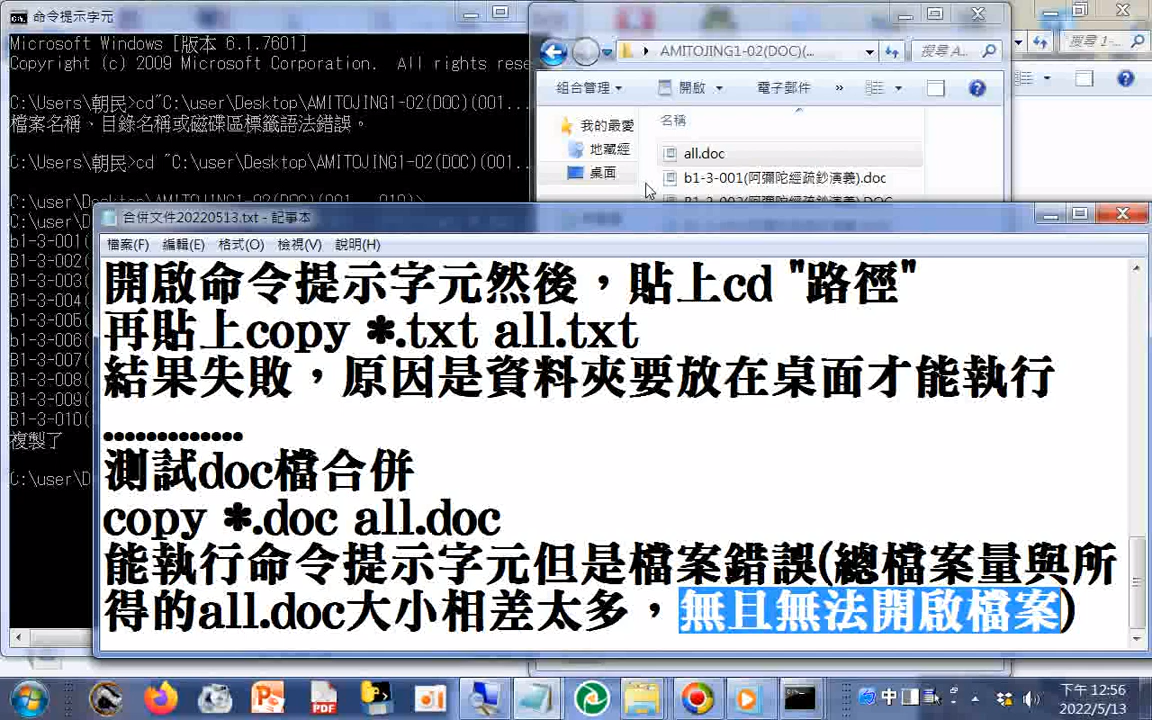 命令提示字元
Microsoft Windows [版本 6.1.7601]
Copyright (c) 2009 Microsoft Corporation.  All rights rese
C:\Users\朝民>cd"C:\user\Desktop\AMITOJING1-02(DOC)(001...
檔案名稱、目錄名稱或磁碟區標籤語法錯誤。
C:\Users\朝民>cd "C:\user\Desktop\AMITOJING1-02(DOC)(001...
C:\u
b1-3-001(
B1-3-002(
b1-3-003(
B1-3-004(
b1-3-005(
b1-3-006(
B1-3-007(
B1-3-008(
B1-3-009(
B1-3-010(
複製了
C:\user\D
AMITOJING1-02(DOC)(...
搜尋 A...
搜尋 1-...
組合管理
開啟
電子郵件
»
我的最愛
地藏經
桌面
名稱
all.doc
b1-3-001(阿彌陀經疏鈔演義).doc
合併文件20220513.txt - 記事本
檔案(F) 編輯(E) 格式(O) 檢視(V) 說明(H)
開啟命令提示字元然後，貼上cd "路徑"
再貼上copy *.txt all.txt
結果失敗，原因是資料夾要放在桌面才能執行
.............
測試doc檔合併
copy *.doc all.doc
能執行命令提示字元但是檔案錯誤(總檔案量與所
得的all.doc大小相差太多，無且無法開啟檔案)
PDF
中
下午 12:56
2022/5/13